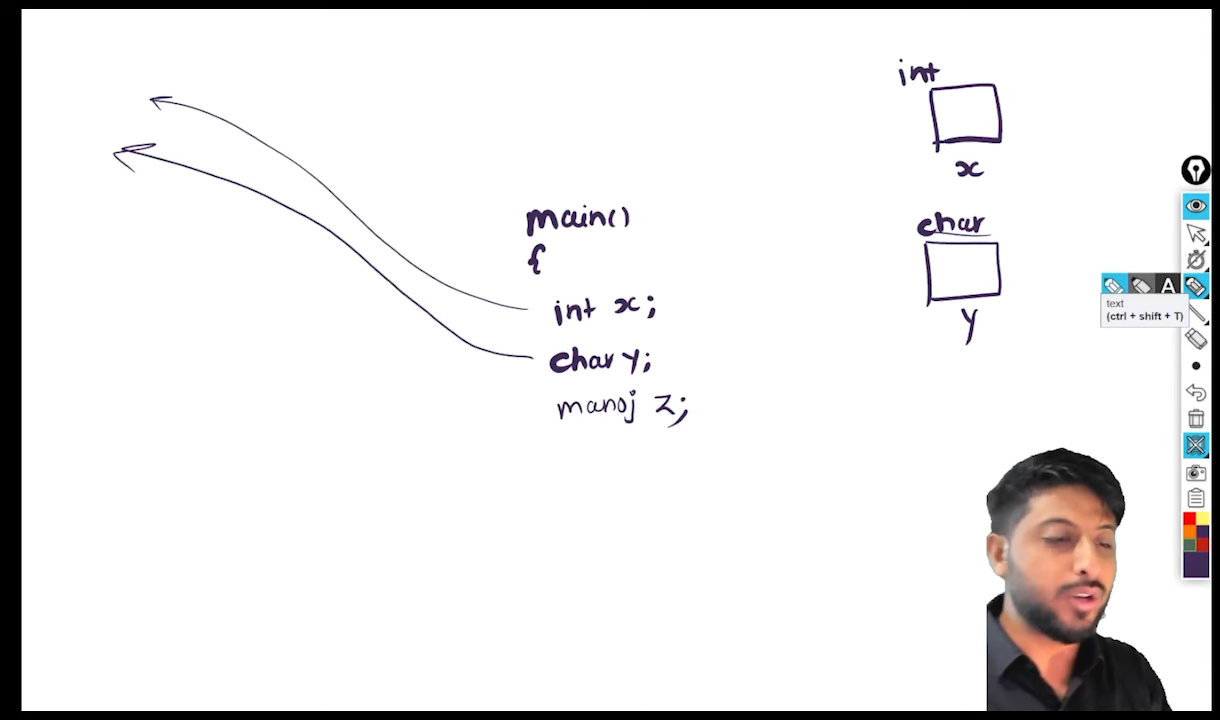 int
x
main()
{
char
int x;
y
char y;
manoj z;
A
text
(ctrl + shift + T)